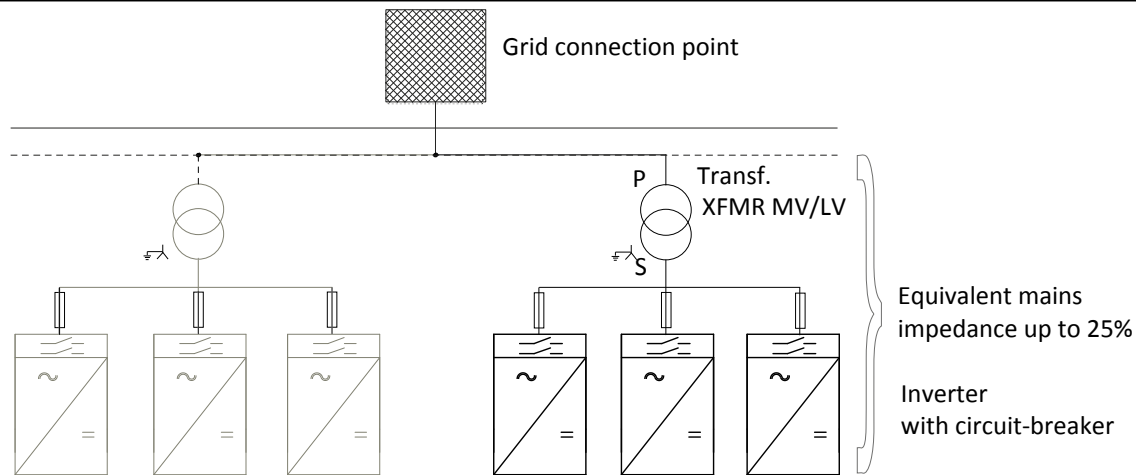 Grid connection point
P
Transf.
XFMR MV/LV
S
Equivalent mains
impedance up to 25%
Inverter
with circuit-breaker